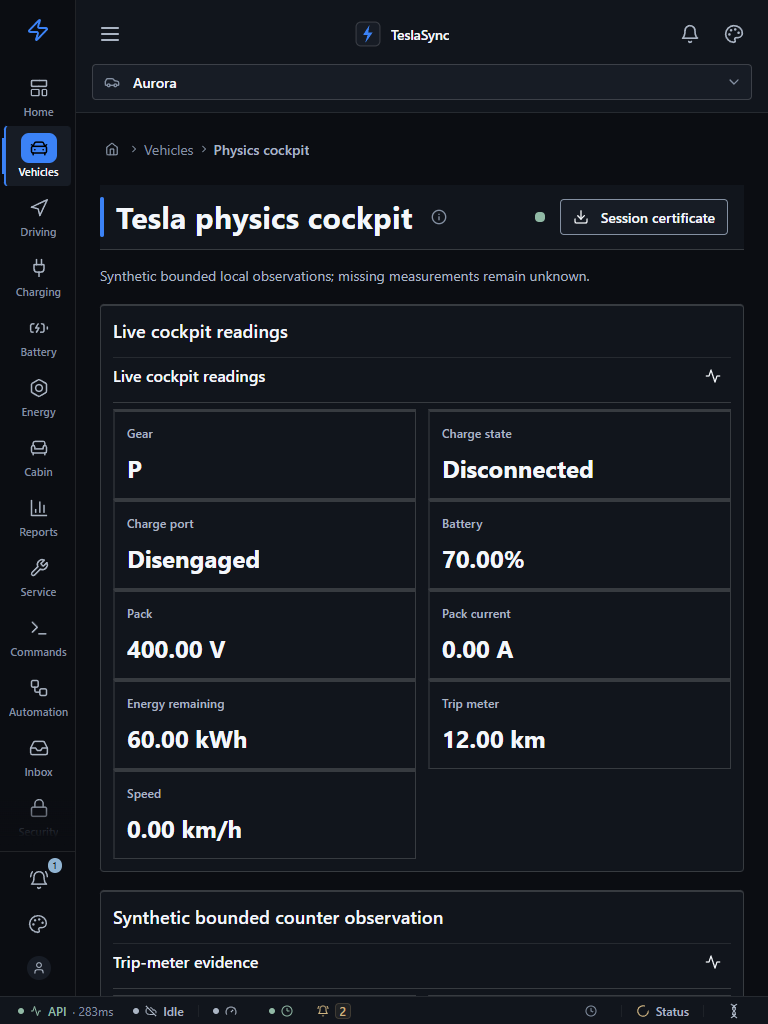 TeslaSync
Aurora
Home
Vehicles
Driving
Charging
Battery
Energy
Cabin
Reports
Service
Commands
Automation
Inbox
Security
1
Vehicles
Physics cockpit
Tesla physics cockpit
Session certificate
Synthetic bounded local observations; missing measurements remain unknown.
Live cockpit readings
Live cockpit readings
Gear
P
Charge state
Disconnected
Charge port
Disengaged
Battery
70.00%
Pack
400.00 V
Pack current
0.00 A
Energy remaining
60.00 kWh
Trip meter
12.00 km
Speed
0.00 km/h
Synthetic bounded counter observation
Trip-meter evidence
API · 283ms
Idle
2
Status